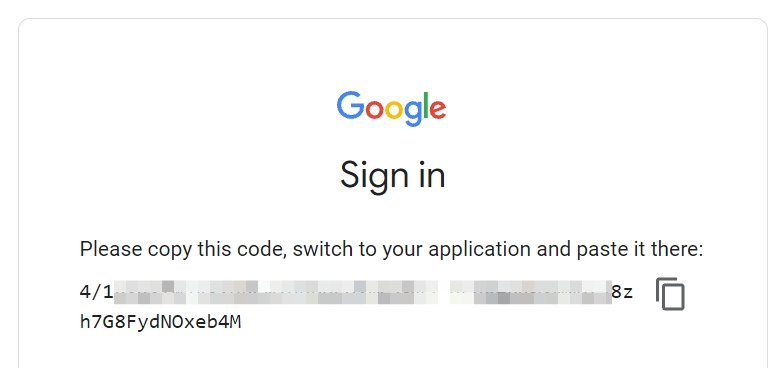 Google
Sign in
Please copy this code, switch to your application and paste it there:
4/1 8z
h7G8FydNOxeb4M